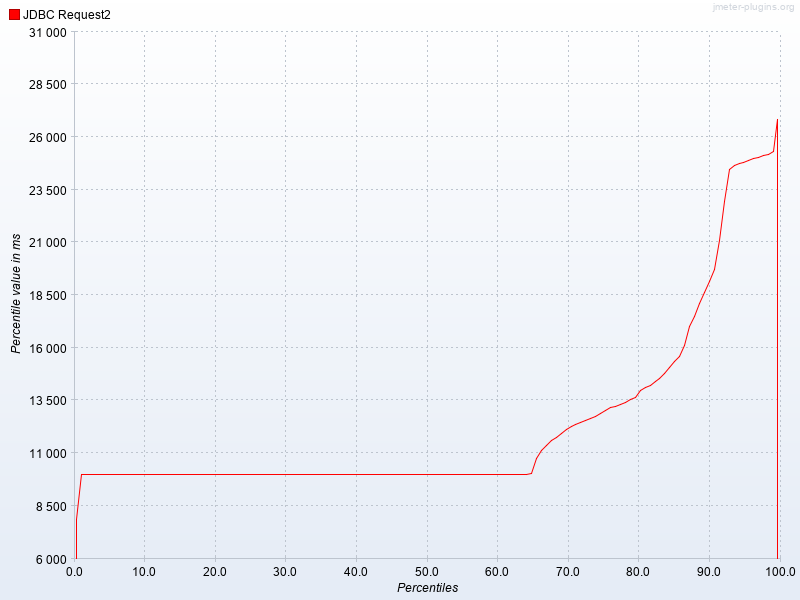 jmeter-plugins.org
JDBC Request2
31 000
28 500
26 000
23 500
21 000
18 500
16 000
13 500
11 000
8 500
6 000
Percentile value in ms
0.0 10.0 20.0 30.0 40.0 50.0 60.0 70.0 80.0 90.0 100.0
Percentiles